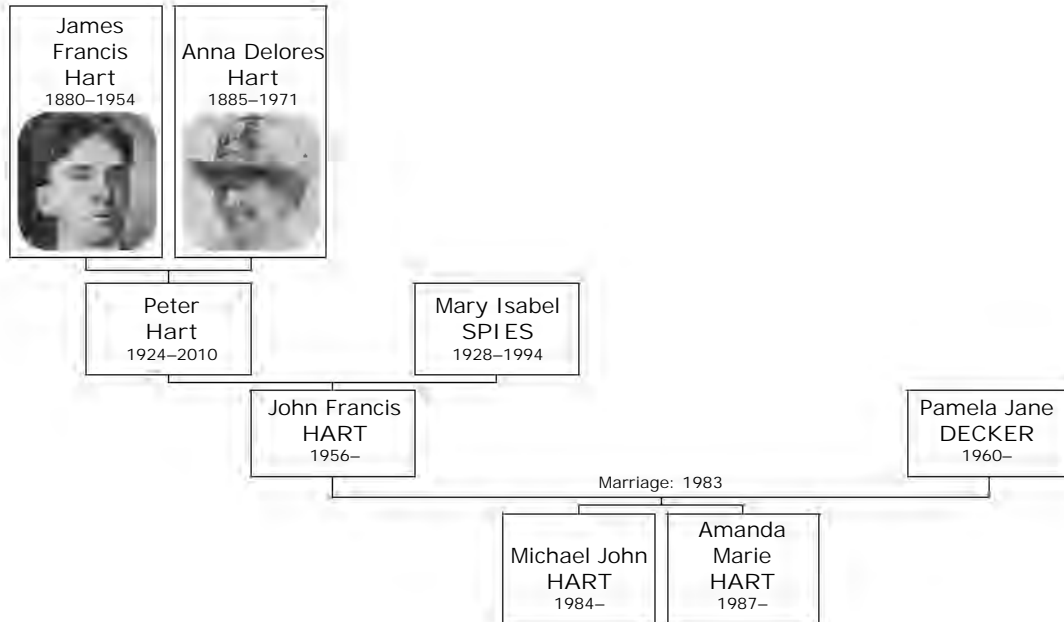 James
Francis
Hart
1880–1954
Anna Delores
Hart
1885–1971
Peter
Hart
1924–2010
Mary Isabel
SPIES
1928–1994
John Francis
HART
1956–
Pamela Jane
DECKER
1960–
Marriage: 1983
Michael John
HART
1984–
Amanda
Marie
HART
1987–